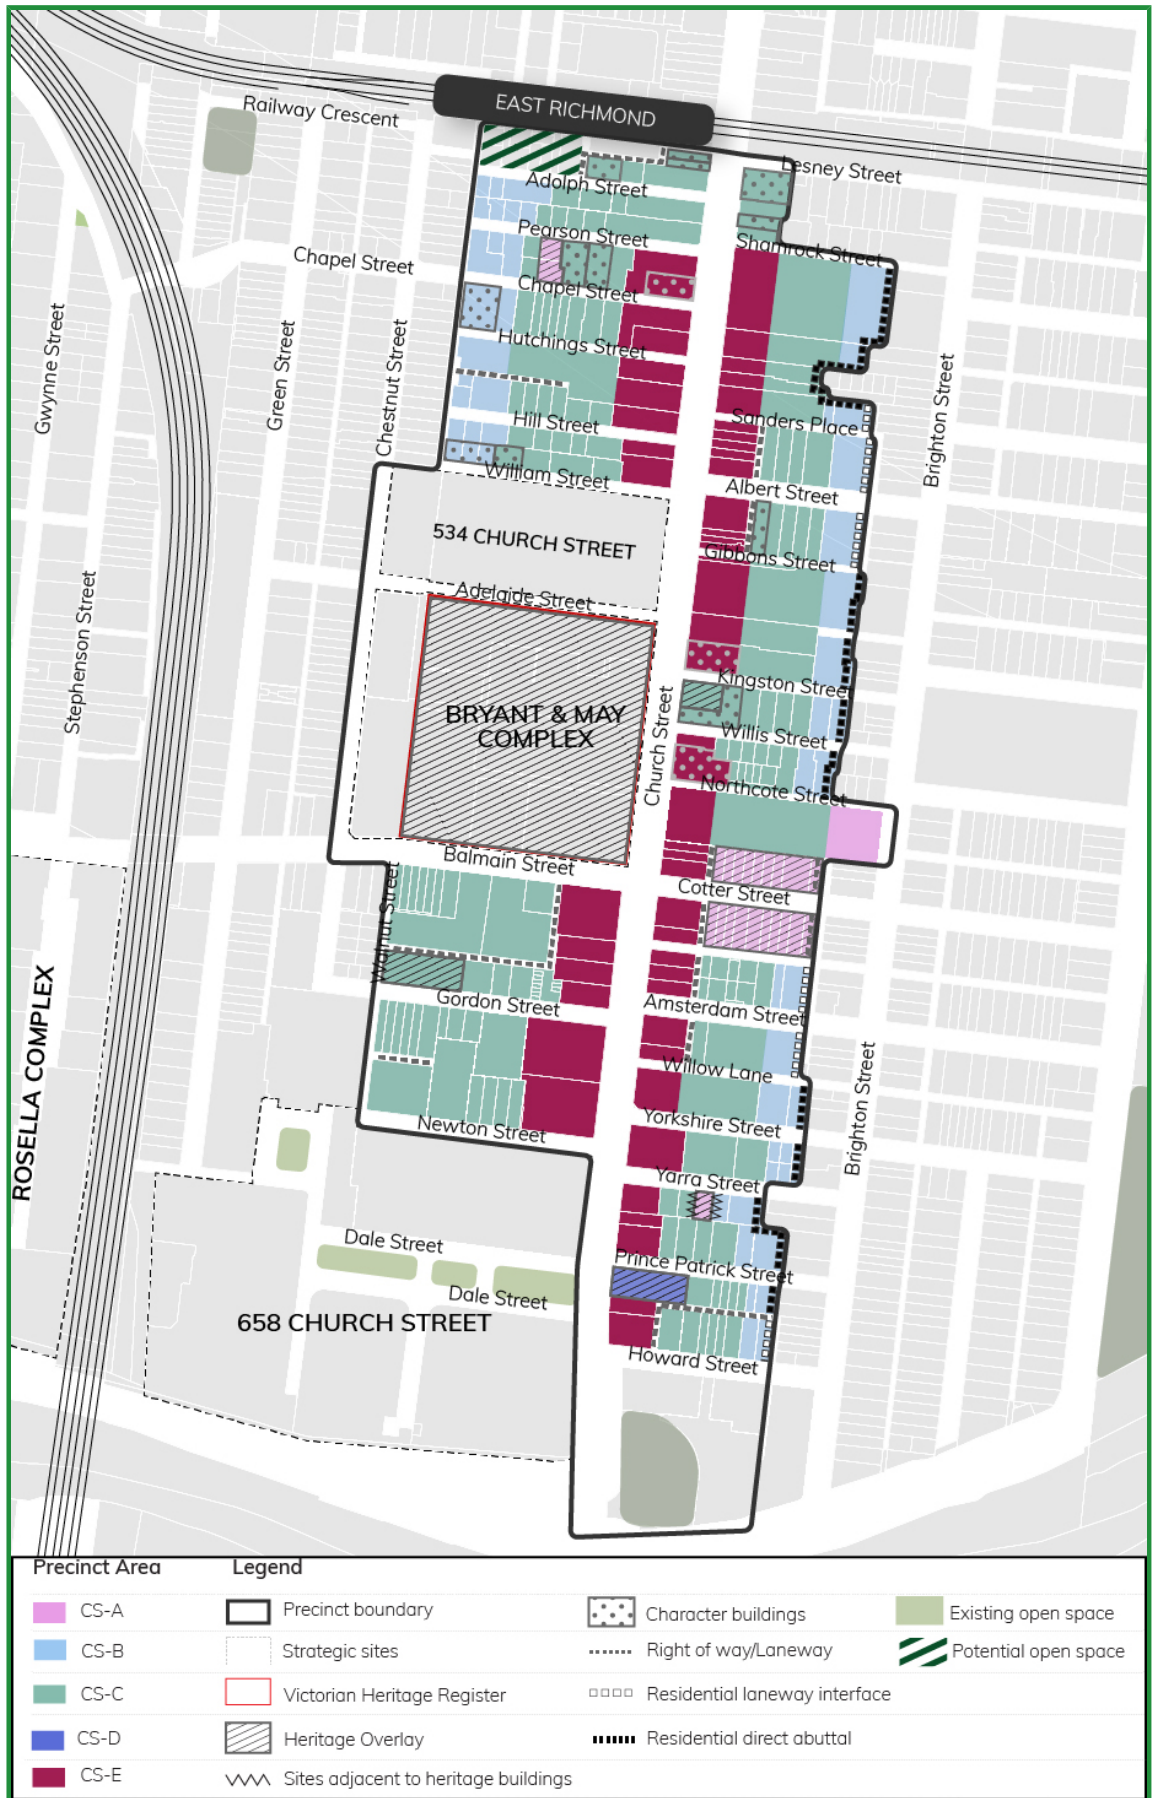 EAST RICHMOND
Railway Crescent
Lesney Street
Adolph Street
Pearson Street
Shamrock Street
Chapel Street
Chapel Street
Gwynne Street
Green Street
Chestnut Street
Hutchings Street
Brighton Street
Hill Street
Sanders Place
William Street
Albert Street
534 CHURCH STREET
Gibbons Street
Adelaide Street
Stephenson Street
Kingston Street
BRYANT & MAY
COMPLEX
Church Street
Willis Street
Northcote Street
Balmain Street
Cotter Street
Walnut Street
Gordon Street
Amsterdam Street
ROSELLA COMPLEX
Willow Lane
Brighton Street
Newton Street
Yorkshire Street
Yarra Street
Dale Street
Prince Patrick Street
Dale Street
658 CHURCH STREET
Howard Street
Precinct Area
CS-A
CS-B
CS-C
CS-D
CS-E
Legend
Precinct boundary
Strategic sites
Victorian Heritage Register
Heritage Overlay
Sites adjacent to heritage buildings
Character buildings
Right of way/Laneway
Residential laneway interface
Residential direct abuttal
Existing open space
Potential open space